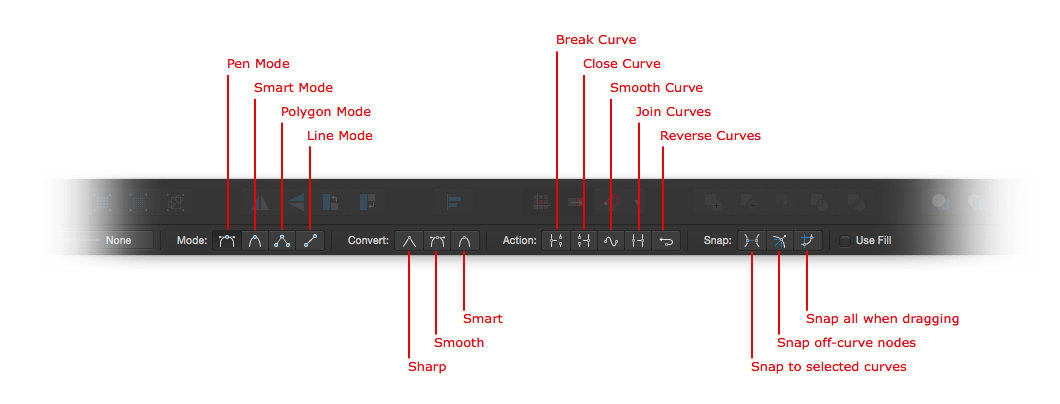 Break Curve
Pen Mode
Close Curve
Smart Mode
Smooth Curve
Polygon Mode
Join Curves
Line Mode
Reverse Curves
None Mode: Convert: Action: Snap: Use Fill
Smart
Snap all when dragging
Smooth
Snap off-curve nodes
Sharp
Snap to selected curves